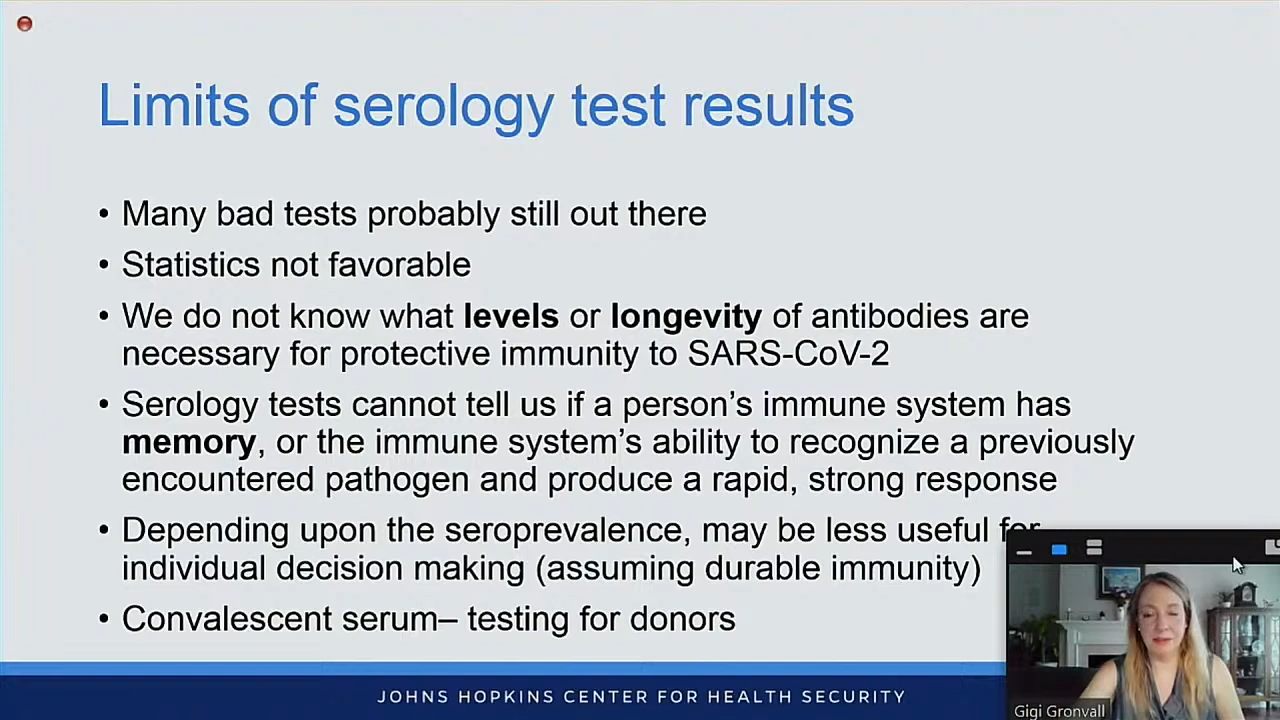 Limits of serology test results
• Many bad tests probably still out there
• Statistics not favorable
• We do not know what levels or longevity of antibodies are
necessary for protective immunity to SARS-CoV-2
• Serology tests cannot tell us if a person’s immune system has
memory, or the immune system’s ability to recognize a previously
encountered pathogen and produce a rapid, strong response
• Depending upon the seroprevalence, may be less useful for
individual decision making (assuming durable immunity)
• Convalescent serum– testing for donors
JOHNS HOPKINS CENTER FOR HEALTH SECURITY
Gigi Gronvall